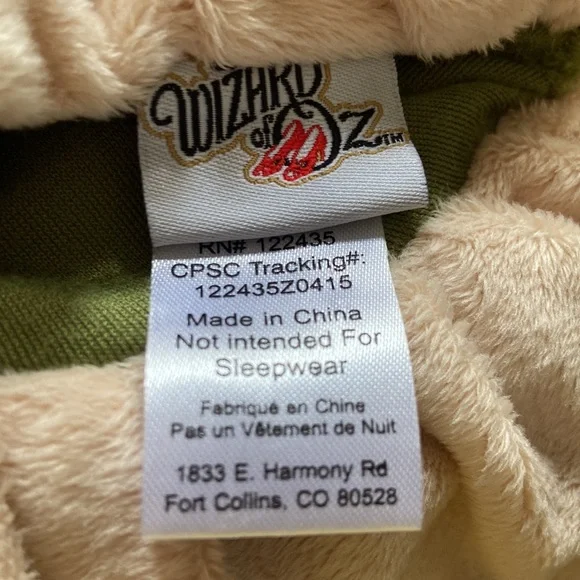 WIZARD
of OZ TM
RN# 122435
CPSC Tracking#:
122435Z0415
Made in China
Not intended For
Sleepwear
Fabriqué en Chine
Pas un Vêtement de Nuit
1833 E. Harmony Rd
Fort Collins, CO 80528